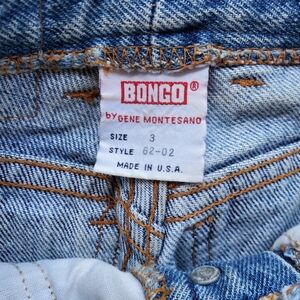 BONGO®
by GENE MONTESANO
SIZE 3
STYLE 62-02
MADE IN U.S.A.